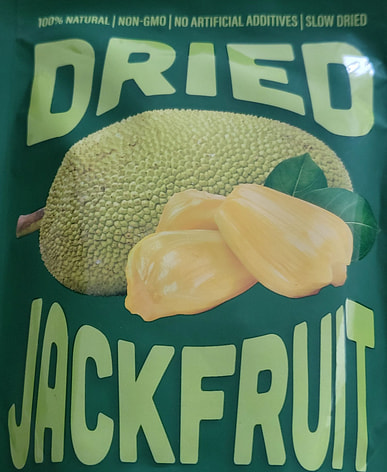 100% NATURAL | NON-GMO | NO ARTIFICIAL ADDITIVES | SLOW DRIED
DRIED
JACKFRUIT